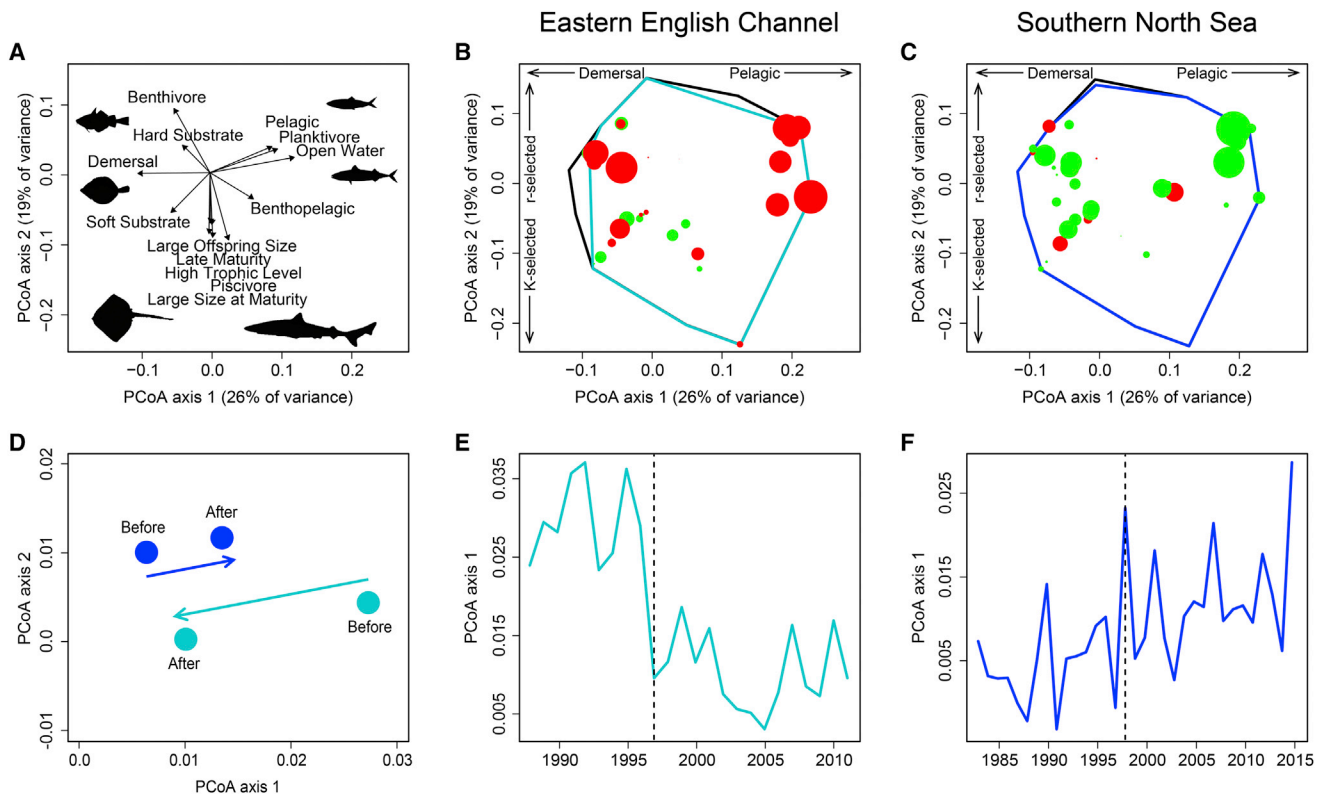 Eastern English Channel
Southern North Sea
A
PCoA axis 2 (19% of variance)
0.1
0.0
−0.1
−0.2
Benthivore
Hard Substrate
Pelagic
Planktivore
Open Water
Demersal
Benthopelagic
Soft Substrate
Large Offspring Size
Late Maturity
High Trophic Level
Piscivore
Large Size at Maturity
−0.1
0.0
0.1
0.2
PCoA axis 1 (26% of variance)
B
PCoA axis 2 (19% of variance)
0.1
0.0
−0.1
−0.2
Demersal
Pelagic
K-selected
r-selected
−0.1
0.0
0.1
0.2
PCoA axis 1 (26% of variance)
C
PCoA axis 2 (19% of variance)
0.1
0.0
−0.1
−0.2
Demersal
Pelagic
K-selected
r-selected
−0.1
0.0
0.1
0.2
PCoA axis 1 (26% of variance)
D
PCoA axis 2
0.02
0.01
0.0
-0.01
Before
After
After
Before
0.0
0.01
0.02
0.03
PCoA axis 1
E
PCoA axis 1
0.035
0.025
0.015
0.005
1990
1995
2000
2005
2010
F
PCoA axis 1
0.025
0.015
0.005
1985
1990
1995
2000
2005
2010
2015